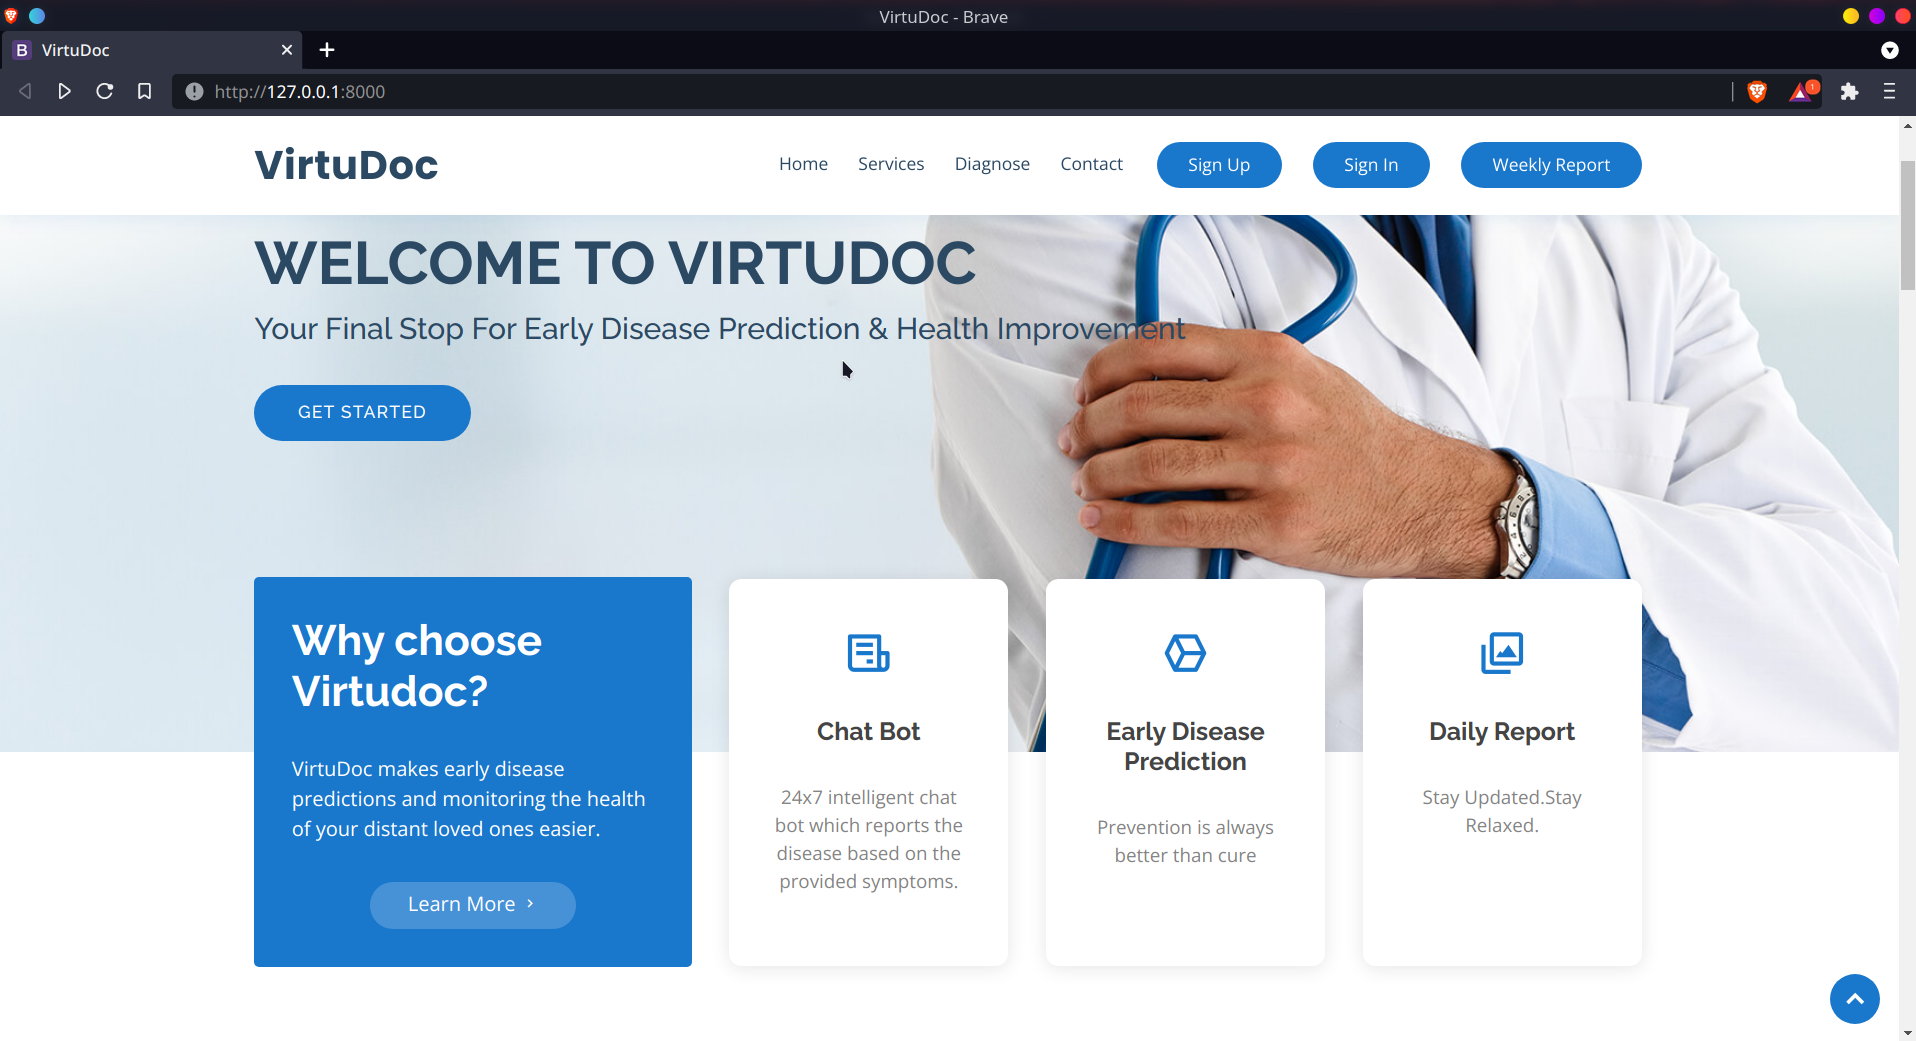 VirtuDoc - Brave
B VirtuDoc
http://127.0.0.1:8000
1
VirtuDoc
Home Services Diagnose Contact Sign Up Sign In Weekly Report
WELCOME TO VIRTUDOC
Your Final Stop For Early Disease Prediction & Health Improvement
GET STARTED
Why choose
Virtudoc?
VirtuDoc makes early disease
predictions and monitoring the health
of your distant loved ones easier.
Learn More
Chat Bot
24x7 intelligent chat
bot which reports the
disease based on the
provided symptoms.
Early Disease
Prediction
Prevention is always
better than cure
Daily Report
Stay Updated.Stay
Relaxed.